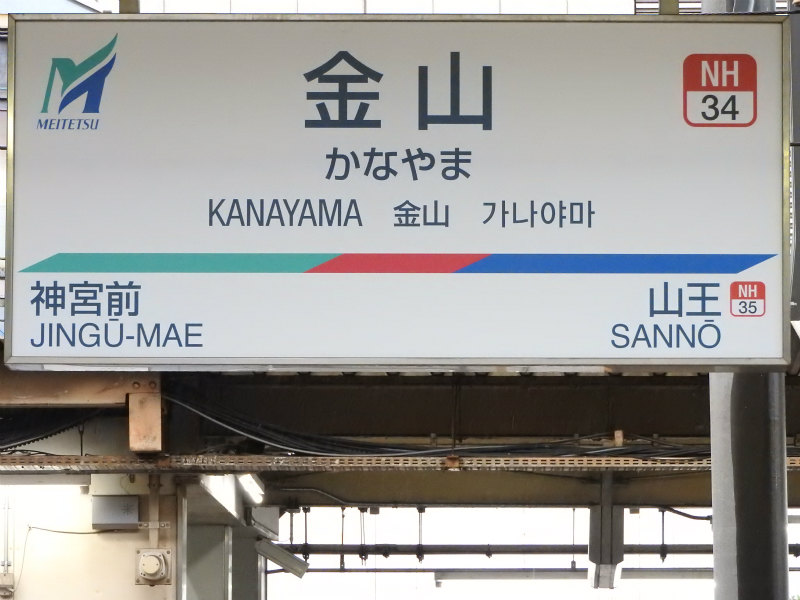 MEITETSU
金山
NH
34
かなやま
KANAYAMA 金山 가나야마
神宮前
JINGŪ-MAE
山王
SANNŌ
NH
35